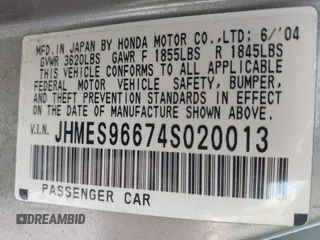 MFD.IN JAPAN BY HONDA MOTOR CO.,LTD: 6/'04
GVWR 3620LBS GAWR F 1855LBS R 1845LBS
THIS VEHICLE CONFORMS TO ALL APPLICABLE
FEDERAL MOTOR VEHICLE SAFETY, BUMPER,
AND THEFT PREVENTION STANDARDS IN
EFFECT ON THE DATE OF MANUFACTURE
SHOWN ABOVE.
V.I.N. JHMES96674S020013
PASSENGER CAR
DREAMBID